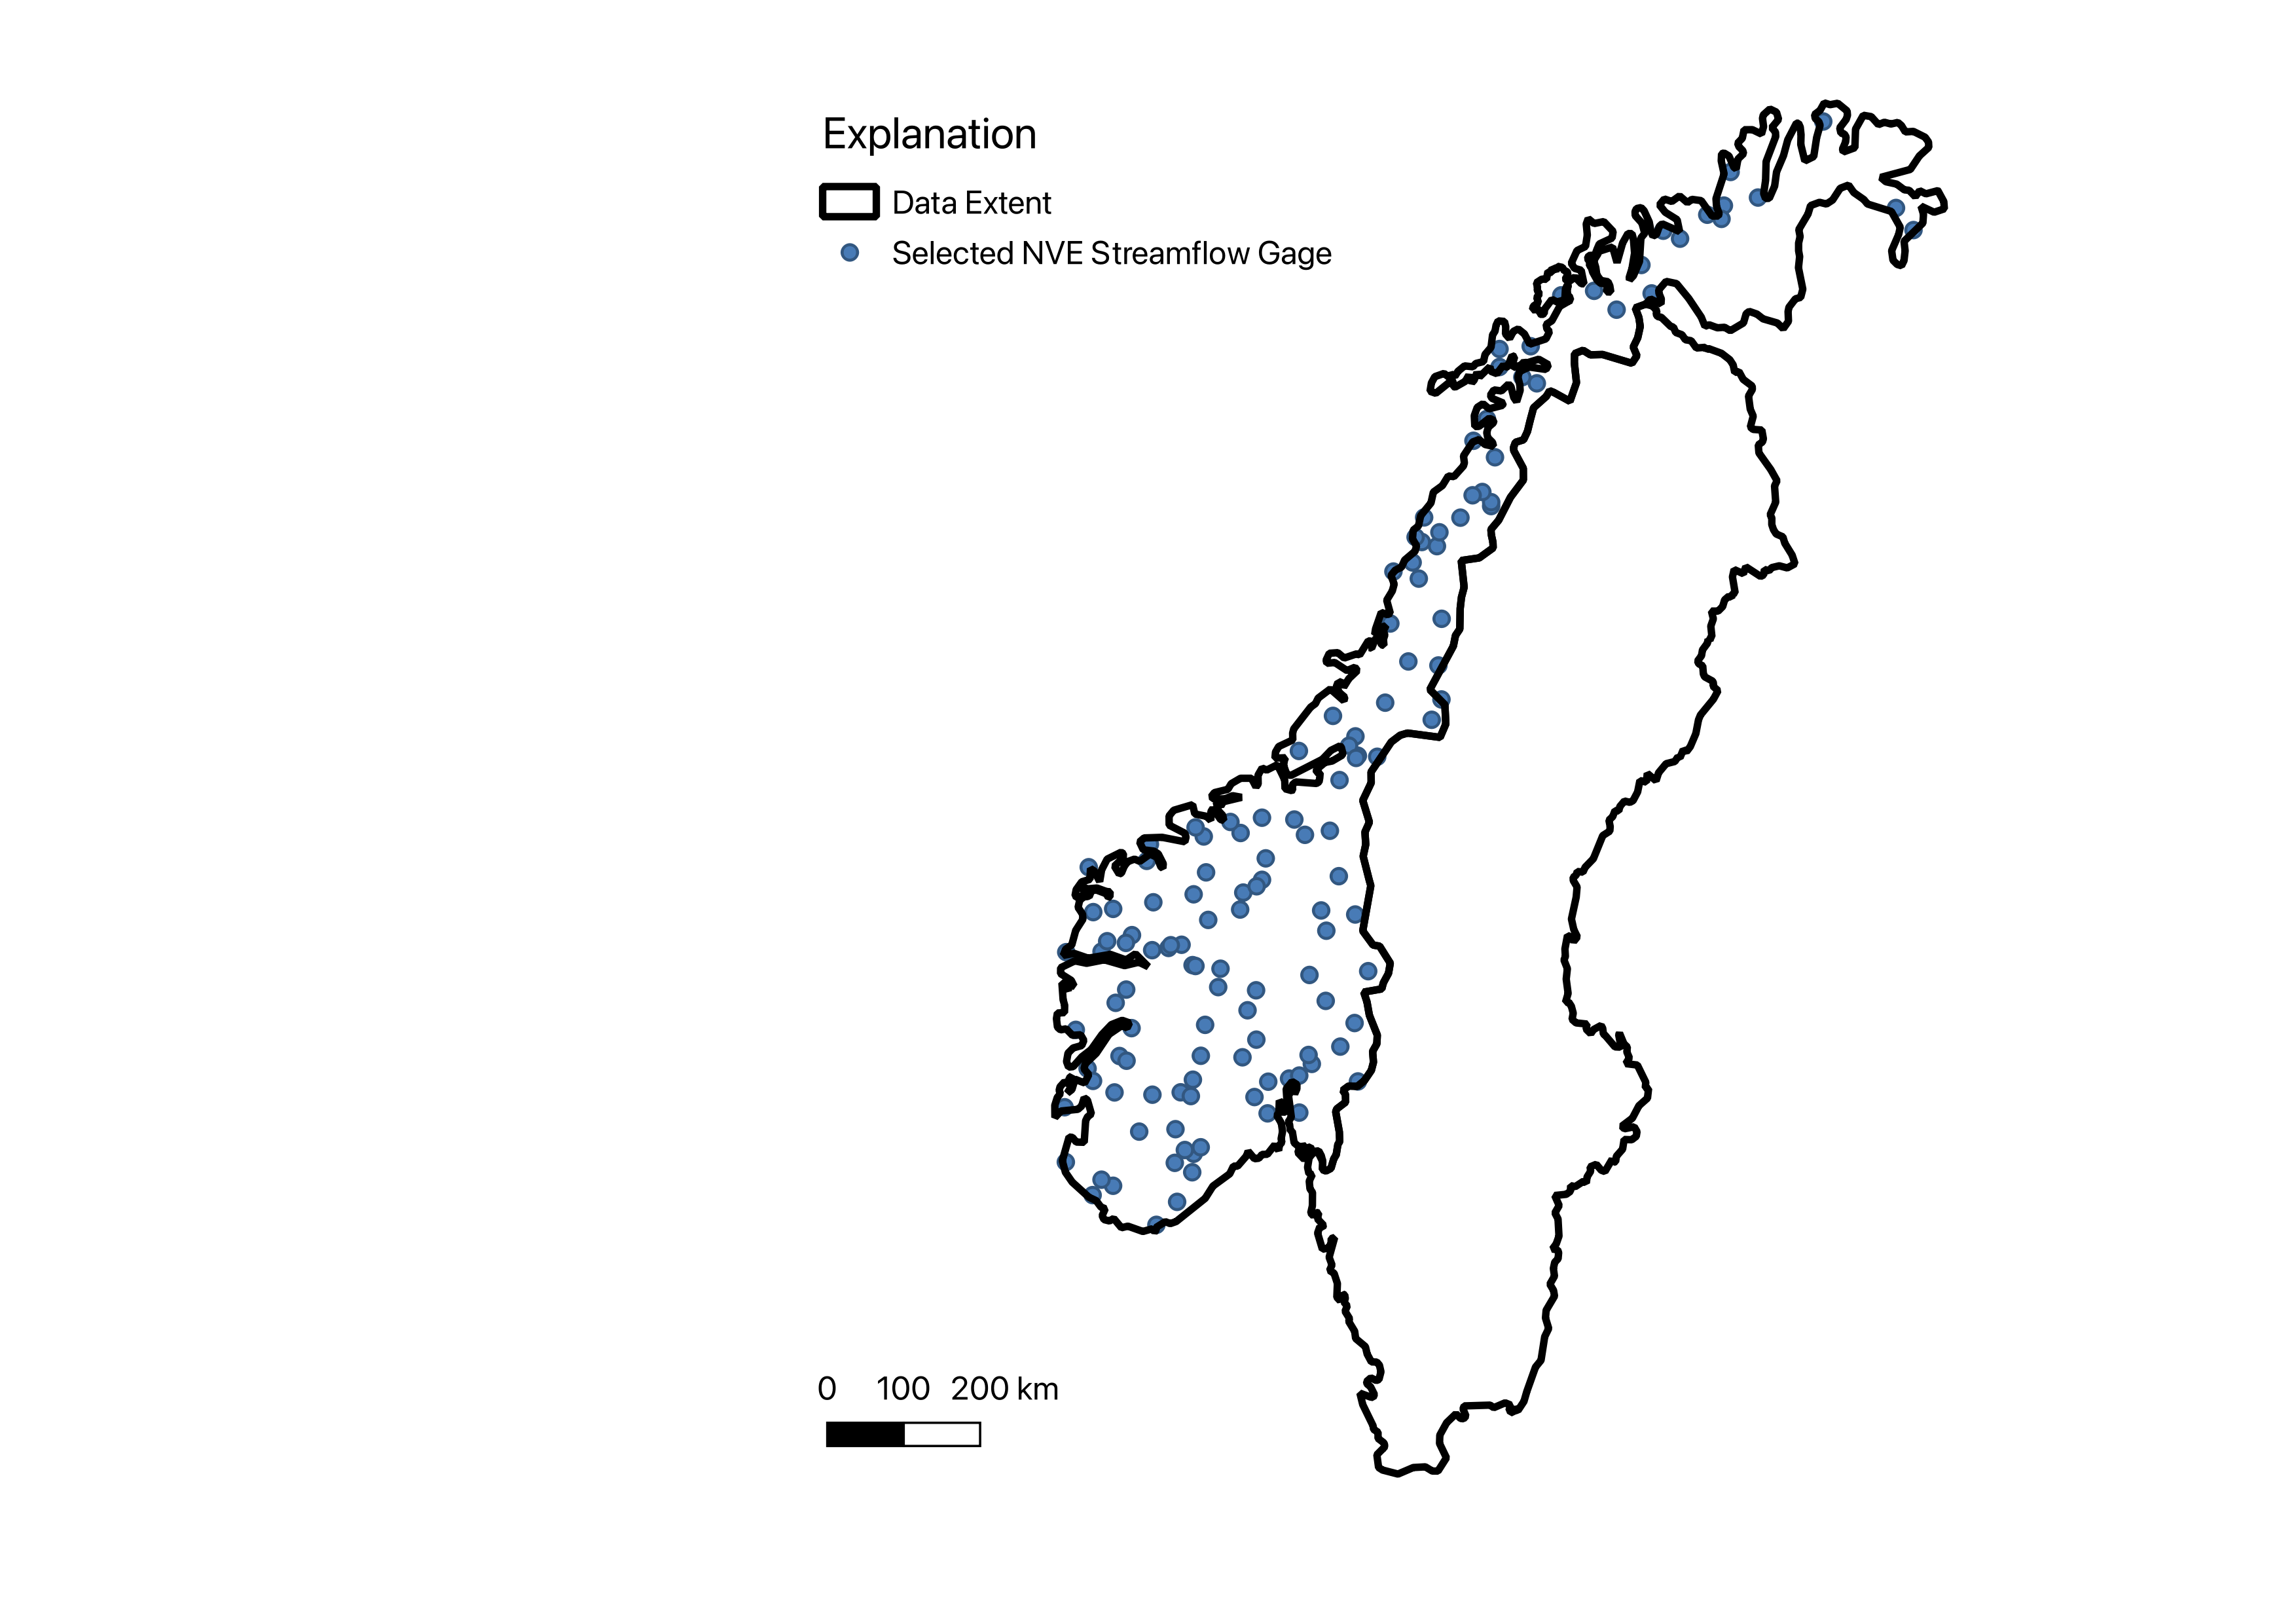 Explanation
Data Extent
Selected NVE Streamflow Gage
0 100 200 km